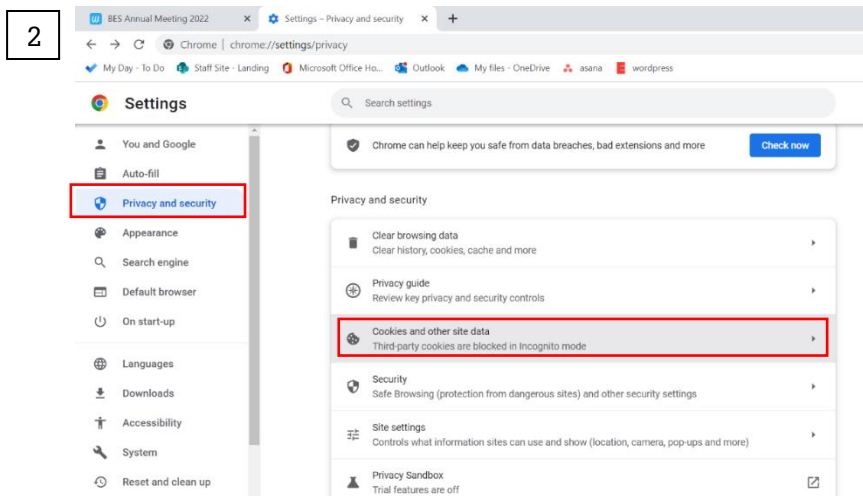 2
BES Annual Meeting 2022
Settings – Privacy and security
Chrome | chrome://settings/privacy
My Day - To Do Staff Site - Landing Microsoft Office Ho... Outlook My files - OneDrive asana wordpress
Settings
Search settings
You and Google
Auto-fill
Privacy and security
Appearance
Search engine
Default browser
On start-up
Languages
Downloads
Accessibility
System
Reset and clean up
Chrome can help keep you safe from data breaches, bad extensions and more
Check now
Privacy and security
Clear browsing data
Clear history, cookies, cache and more
Privacy guide
Review key privacy and security controls
Cookies and other site data
Third-party cookies are blocked in Incognito mode
Security
Safe Browsing (protection from dangerous sites) and other security settings
Site settings
Controls what information sites can use and show (location, camera, pop-ups and more)
Privacy Sandbox
Trial features are off